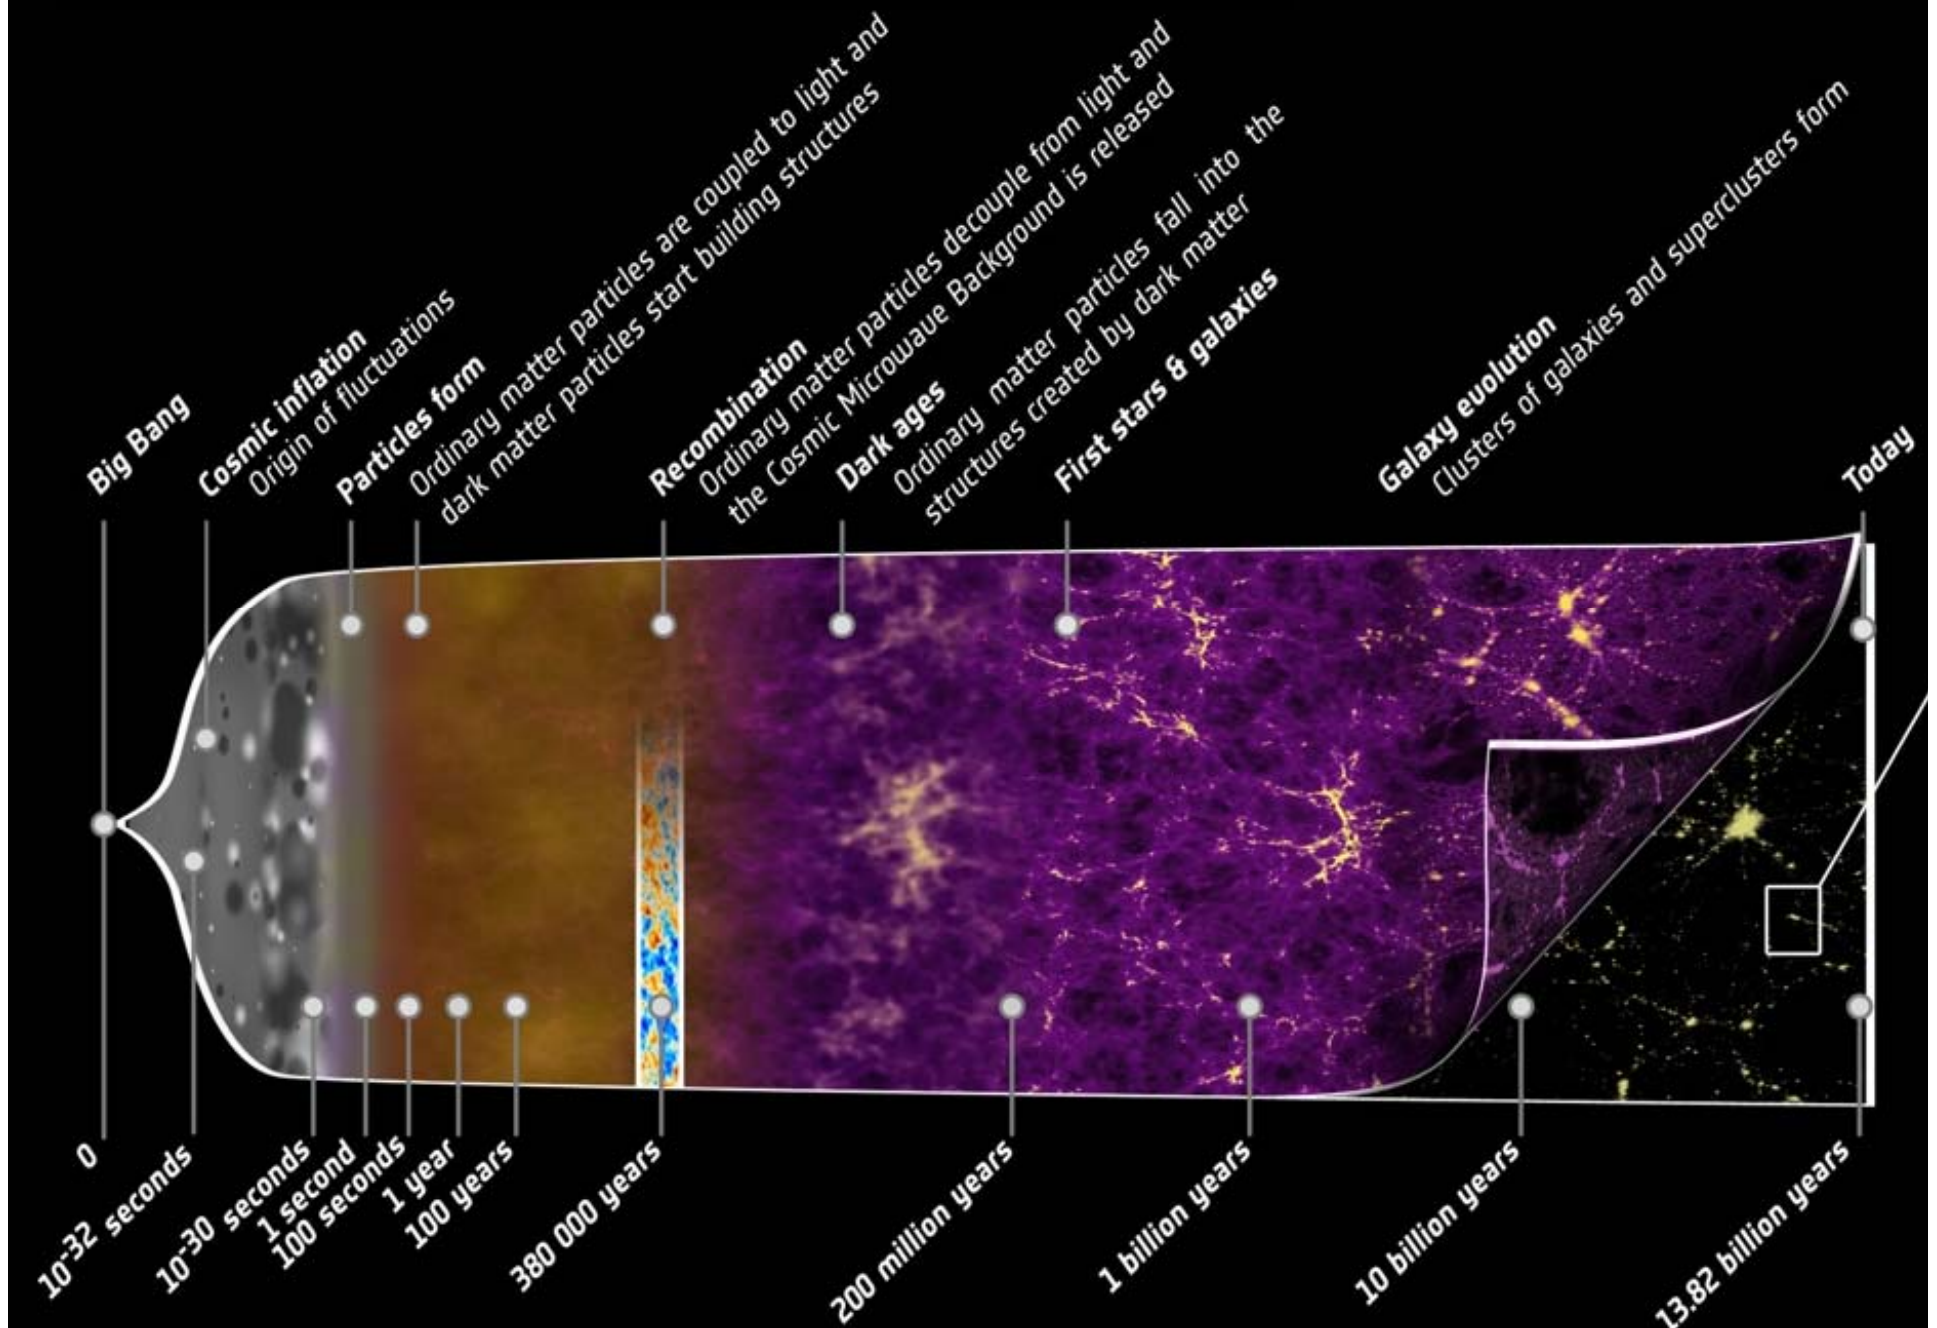 Big Bang
Cosmic inflation
Origin of fluctuations
Particles form
Ordinary matter particles are coupled to light and
dark matter particles start building structures
Recombination
Ordinary matter particles decouple from light and
the Cosmic Microwave Background is released
Dark ages
Ordinary matter particles fall into the
structures created by dark matter
First stars & galaxies
Galaxy evolution
Clusters of galaxies and superclusters form
Today
0
10-32 seconds
10-30 seconds
1 second
100 seconds
1 year
100 years
380 000 years
200 million years
1 billion years
10 billion years
13.82 billion years